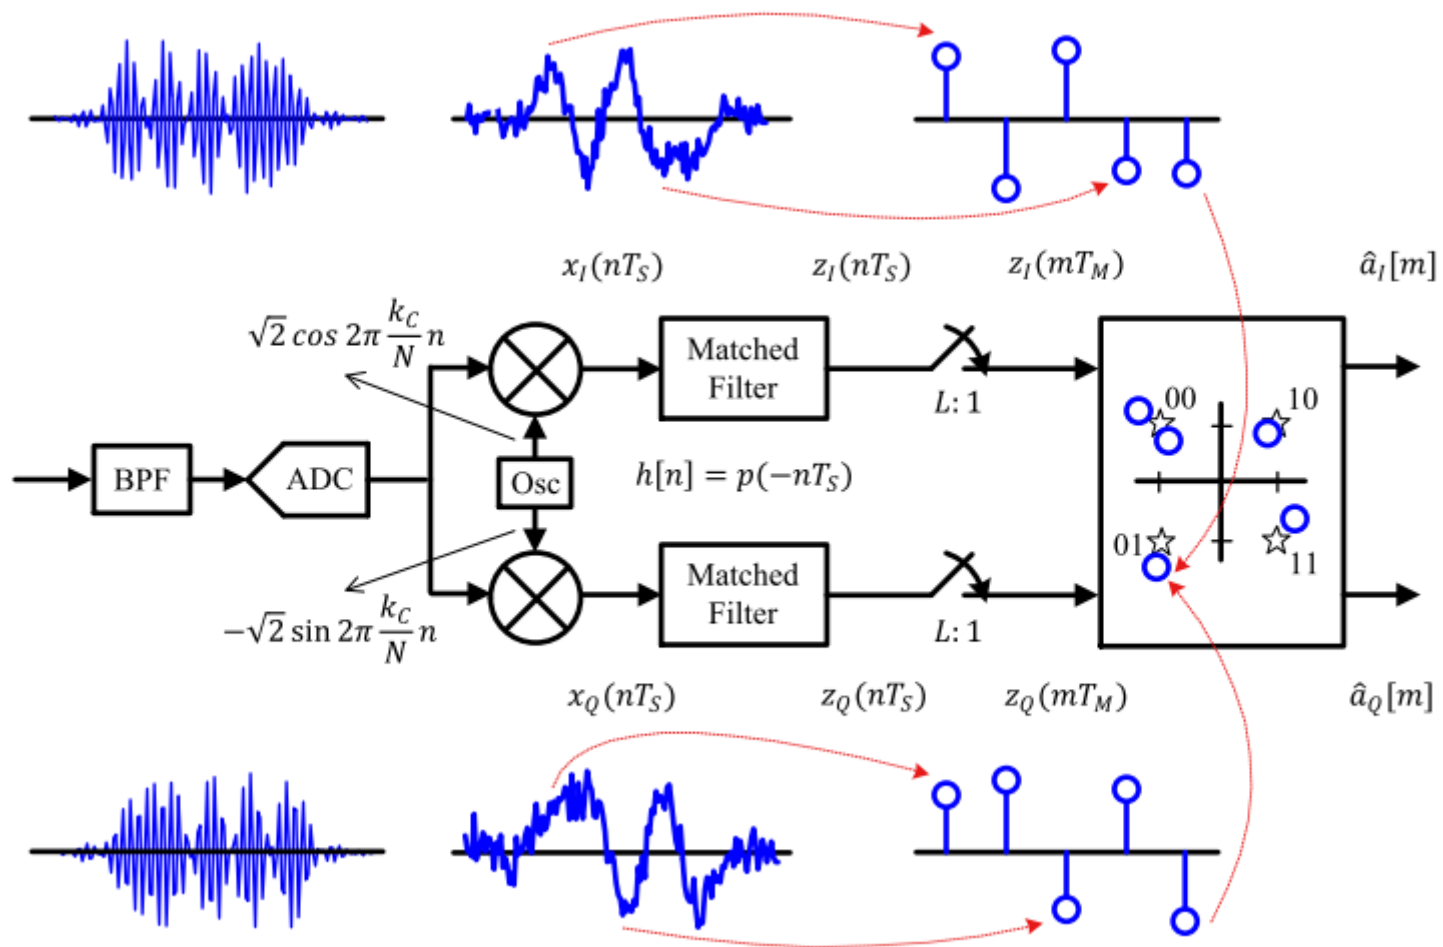 x_I(nT_S) z_I(nT_S) z_I(mT_M) â_I[m]
√2 cos 2π k_C/N n
Matched
Filter
L: 1
00 10
BPF ADC Osc h[n] = p(−nT_S)
01 11
−√2 sin 2π k_C/N n
Matched
Filter
L: 1
x_Q(nT_S) z_Q(nT_S) z_Q(mT_M) â_Q[m]